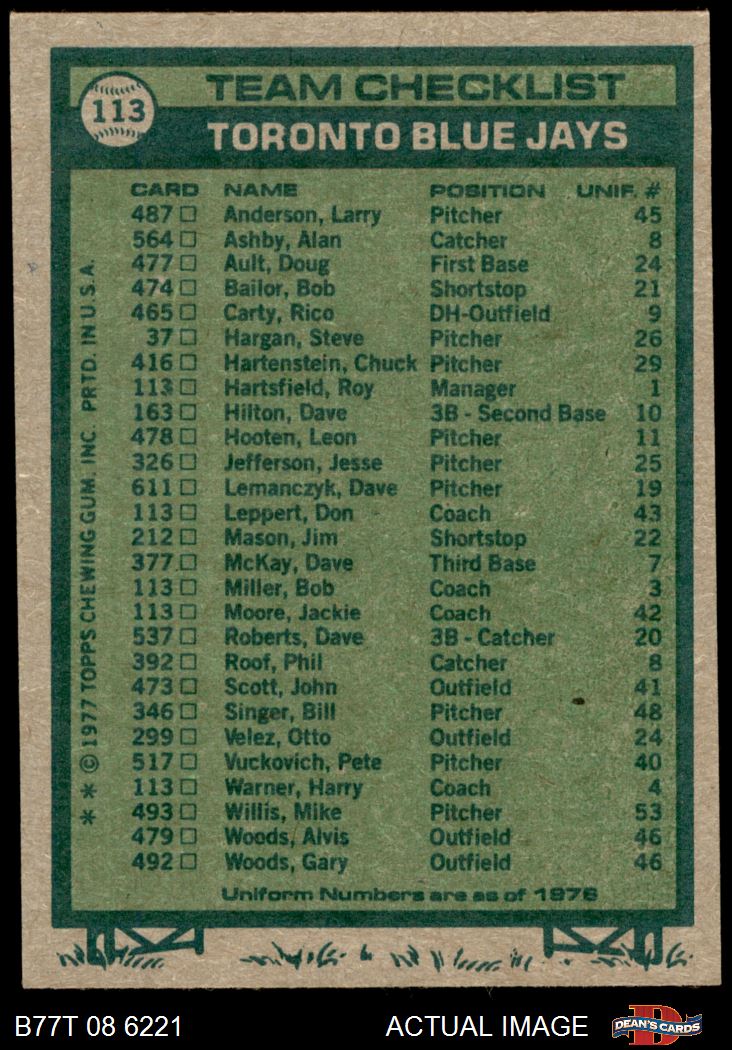 113
TEAM CHECKLIST
TORONTO BLUE JAYS
CARD NAME POSITION UNIF. #
487 Anderson, Larry Pitcher 45
564 Ashby, Alan Catcher 8
477 Ault, Doug First Base 24
474 Bailor, Bob Shortstop 21
465 Carty, Rico DH-Outfield 9
37 Hargan, Steve Pitcher 26
416 Hartenstein, Chuck Pitcher 29
113 Hartsfield, Roy Manager 1
163 Hilton, Dave 3B - Second Base 10
478 Hooten, Leon Pitcher 11
326 Jefferson, Jesse Pitcher 25
611 Lemanczyk, Dave Pitcher 19
113 Leppert, Don Coach 43
212 Mason, Jim Shortstop 22
377 McKay, Dave Third Base 7
113 Miller, Bob Coach 3
113 Moore, Jackie Coach 42
537 Roberts, Dave 3B - Catcher 20
392 Roof, Phil Catcher 8
473 Scott, John Outfield 41
346 Singer, Bill Pitcher 48
299 Velez, Otto Outfield 24
517 Vuckovich, Pete Pitcher 40
113 Warner, Harry Coach 4
493 Willis, Mike Pitcher 53
479 Woods, Alvis Outfield 46
492 Woods, Gary Outfield 46
Uniform Numbers are as of 1976
* * © 1977 TOPPS CHEWING GUM, INC. PRTD. IN U.S.A.
B77T 08 6221 ACTUAL IMAGE
DEAN'S CARDS